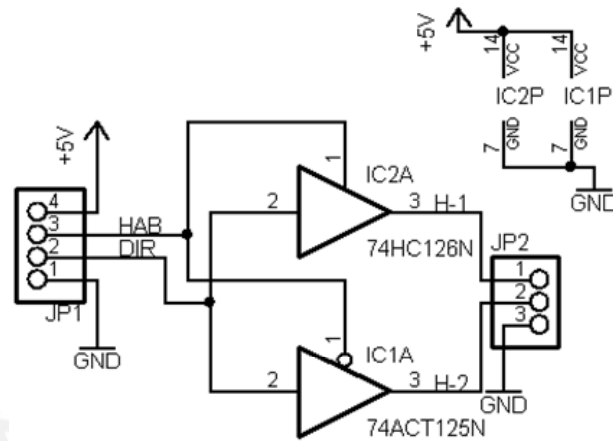 +5V
14
VCC
14
VCC
IC2P
IC1P
7
GND
7
GND
GND
+5V
4
3
2
1
HAB
DIR
JP1
GND
1
IC2A
2
3
H-1
74HC126N
JP2
1
2
3
1
IC1A
2
3
H-2
GND
74ACT125N